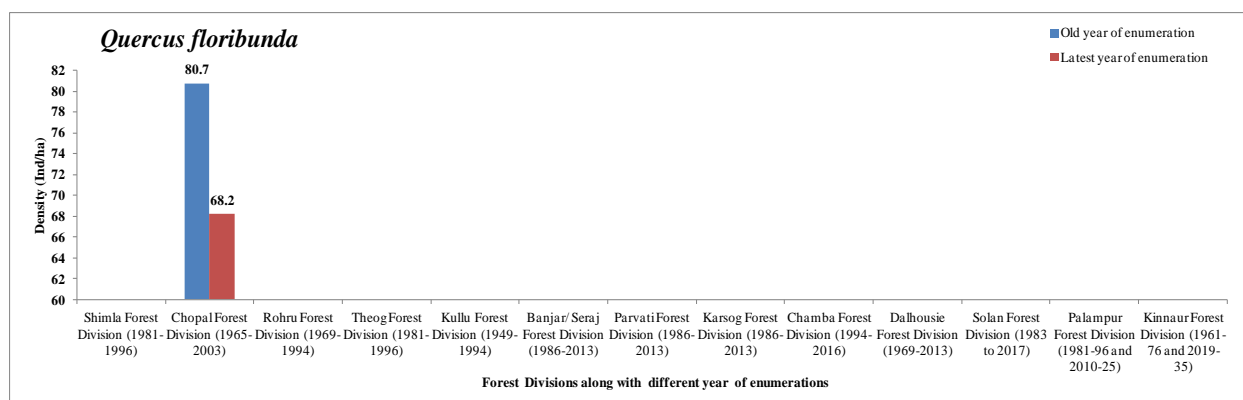 Quercus floribunda
Old year of enumeration
Latest year of enumeration
Density (Ind/ha)
82
80
78
76
74
72
70
68
66
64
62
60
80.7
68.2
Shimla Forest
Division (1981-
1996)
Chopal Forest
Division (1965-
2003)
Rohru Forest
Division (1969-
1994)
Theog Forest
Division (1981-
1996)
Kullu Forest
Division (1949-
1994)
Banjar/ Seraj
Forest Division
(1986-2013)
Parvati Forest
Division (1986-
2013)
Karsog Forest
Division (1986-
2013)
Chamba Forest
Division (1994-
2016)
Dalhousie
Forest Division
(1969-2013)
Solan Forest
Division (1983
to 2017)
Palampur
Forest Division
(1981-96 and
2010-25)
Kinnaur Forest
Division (1961-
76 and 2019-
35)
Forest Divisions along with different year of enumerations